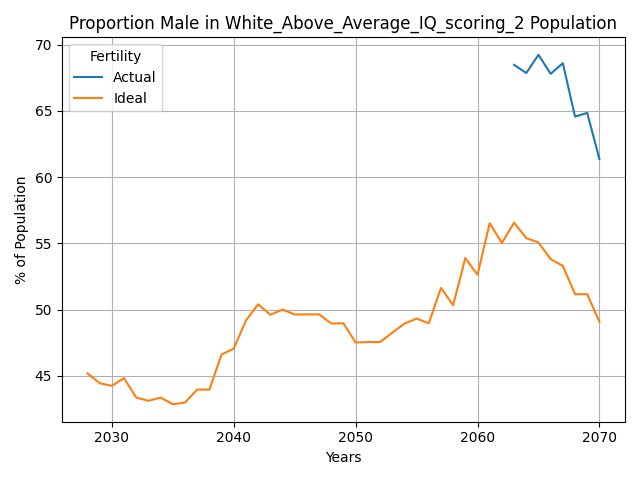 Proportion Male in White_Above_Average_IQ_scoring_2 Population
Fertility
Actual
Ideal
% of Population
70
65
60
55
50
45
2030
2040
2050
2060
2070
Years